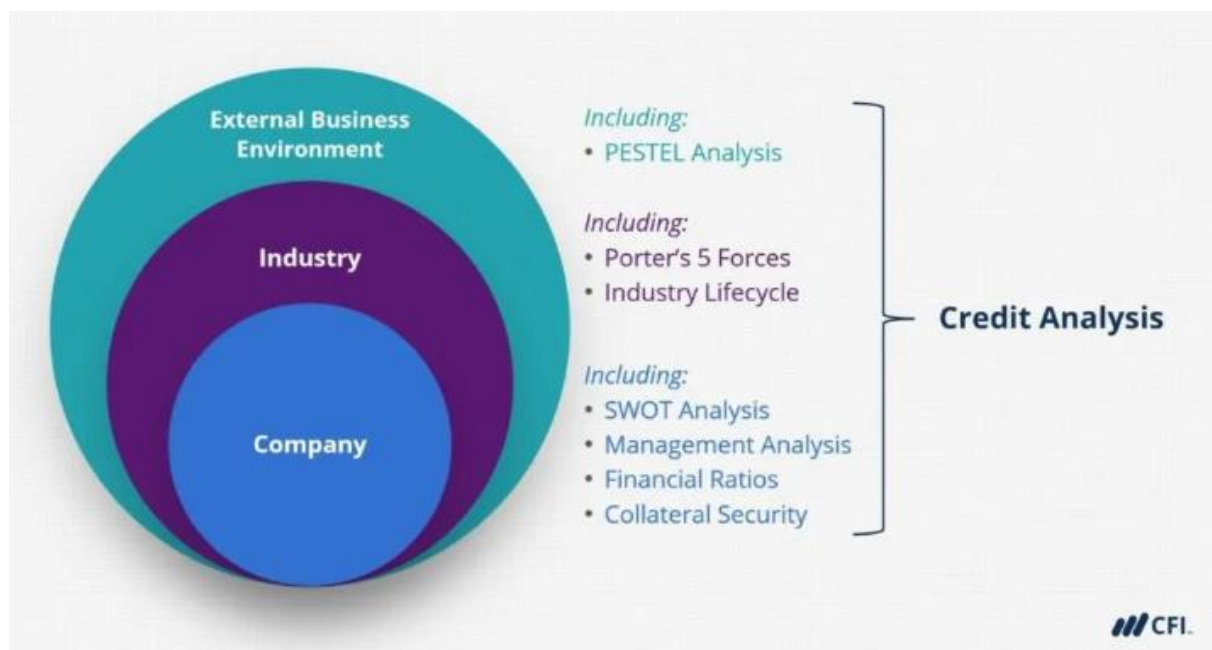 External Business
Environment
Including:
• PESTEL Analysis
Industry
Including:
• Porter's 5 Forces
• Industry Lifecycle
Credit Analysis
Company
Including:
• SWOT Analysis
• Management Analysis
• Financial Ratios
• Collateral Security
CFI™